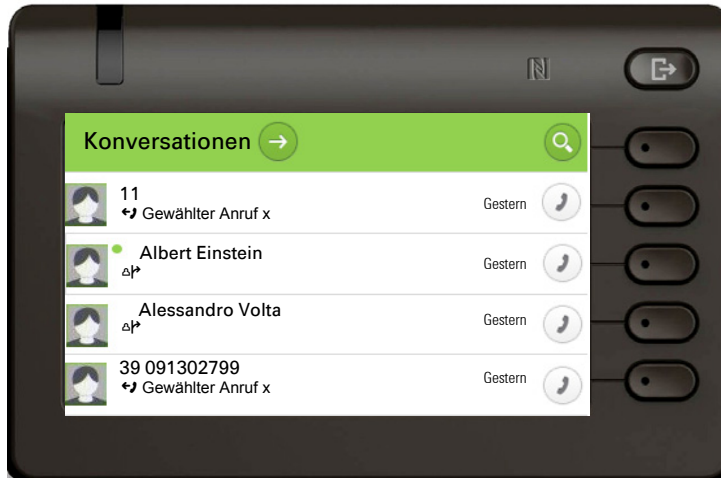 Konversationen
11
Gewählter Anruf x
Gestern
Albert Einstein
Gestern
Alessandro Volta
Gestern
39 091302799
Gewählter Anruf x
Gestern